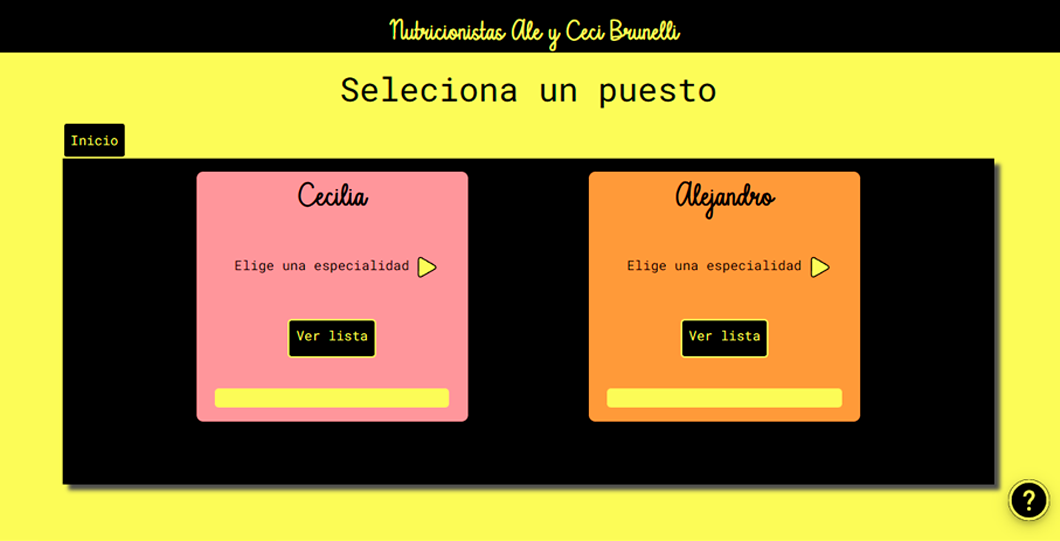 Nutricionistas Ale y Ceci Brunelli
Seleciona un puesto
Inicio
Cecilia
Elige una especialidad
Ver lista
Alejandro
Elige una especialidad
Ver lista
?